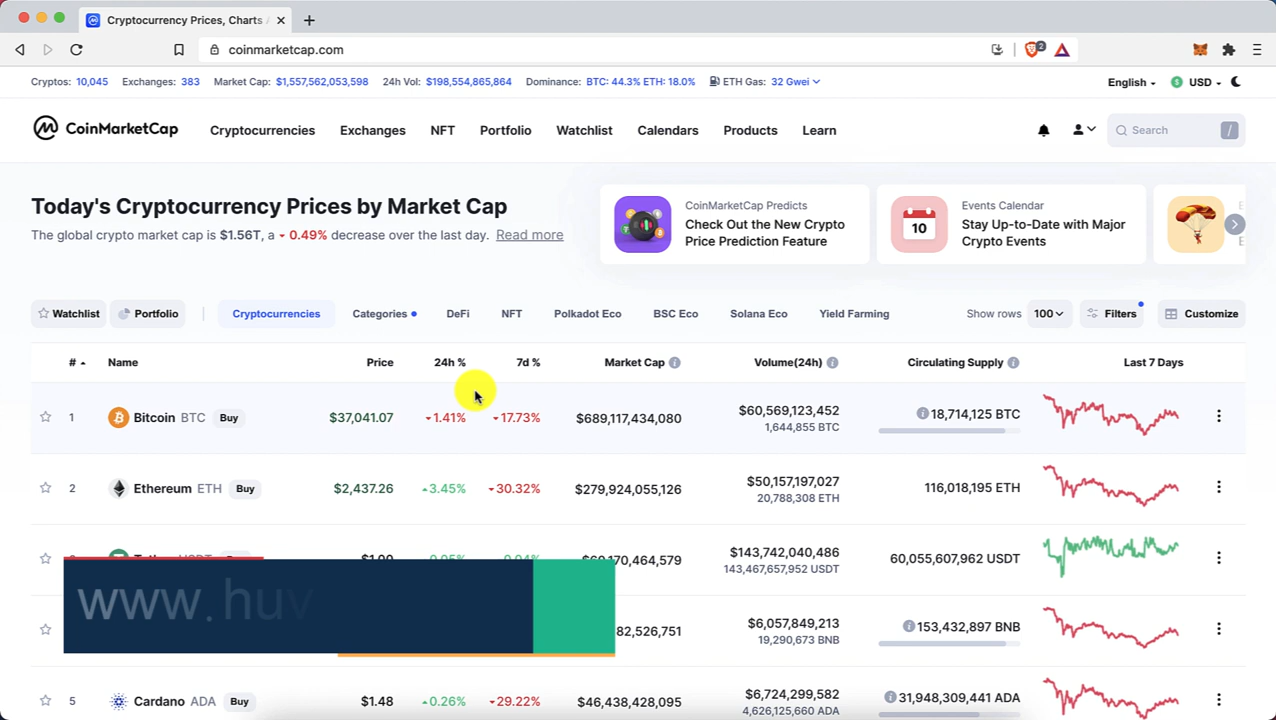 Cryptocurrency Prices, Charts
coinmarketcap.com
2
Cryptos: 10,045 Exchanges: 383 Market Cap: $1,557,562,053,598 24h Vol: $198,554,865,864 Dominance: BTC: 44.3% ETH: 18.0% ETH Gas: 32 Gwei English USD
CoinMarketCap Cryptocurrencies Exchanges NFT Portfolio Watchlist Calendars Products Learn Search /
Today's Cryptocurrency Prices by Market Cap
The global crypto market cap is $1.56T, a 0.49% decrease over the last day. Read more
CoinMarketCap Predicts
Check Out the New Crypto
Price Prediction Feature
10
Events Calendar
Stay Up-to-Date with Major
Crypto Events
Watchlist Portfolio Cryptocurrencies Categories DeFi NFT Polkadot Eco BSC Eco Solana Eco Yield Farming Show rows 100 Filters Customize
# Name Price 24h % 7d % Market Cap Volume(24h) Circulating Supply Last 7 Days
1 Bitcoin BTC Buy $37,041.07 1.41% 17.73% $689,117,434,080 $60,569,123,452 18,714,125 BTC
1,644,855 BTC
2 Ethereum ETH Buy $2,437.26 3.45% 30.32% $279,924,055,126 $50,157,197,027 116,018,195 ETH
20,788,308 ETH
$143,742,040,486 60,055,607,962 USDT
143,467,657,952 USDT
www.huv
82,526,751 $6,057,849,213 153,432,897 BNB
19,290,673 BNB
5 Cardano ADA Buy $1.48 0.26% 29.22% $46,438,428,095 $6,724,299,582 31,948,309,441 ADA
4,626,125,660 ADA